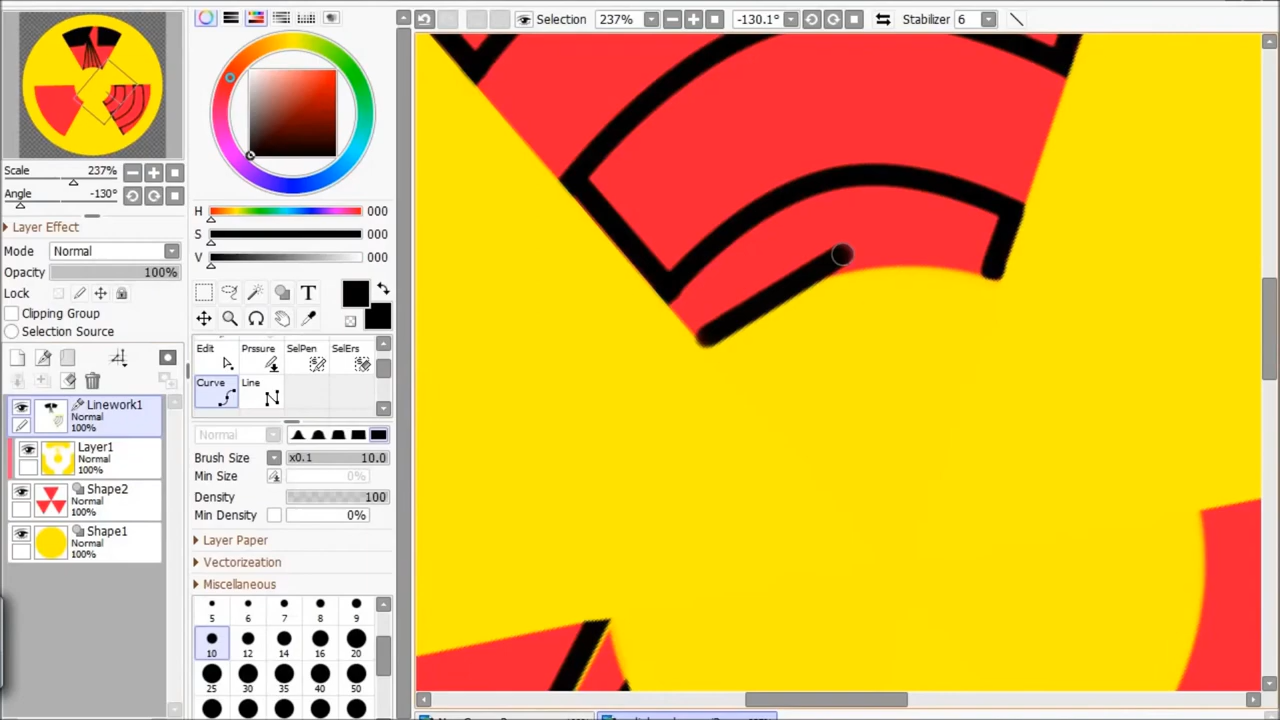 Selection 237% -130.1° Stabilizer 6
Scale 237%
Angle -130°
Layer Effect
Mode Normal
Opacity 100%
Lock
Clipping Group
Selection Source
Linework1
Normal
100%
Layer1
Normal
100%
Shape2
Normal
100%
Shape1
Normal
100%
H 000
S 000
V 000
T
Edit Prssure SelPen SelErs
Curve Line
Normal
Brush Size x0.1 10.0
Min Size 0%
Density 100
Min Density 0%
Layer Paper
Vectorizeation
Miscellaneous
5 6 7 8 9
10 12 14 16 20
25 30 35 40 50